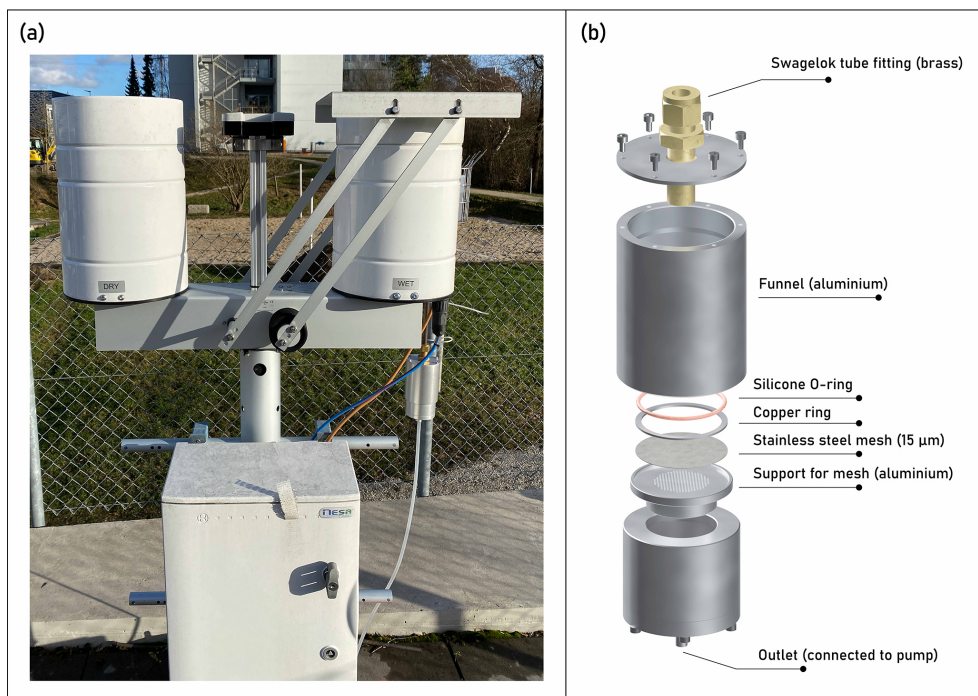 (a)
DRY
WET
nesa
(b)
Swagelok tube fitting (brass)
Funnel (aluminium)
Silicone O-ring
Copper ring
Stainless steel mesh (15 µm)
Support for mesh (aluminium)
Outlet (connected to pump)